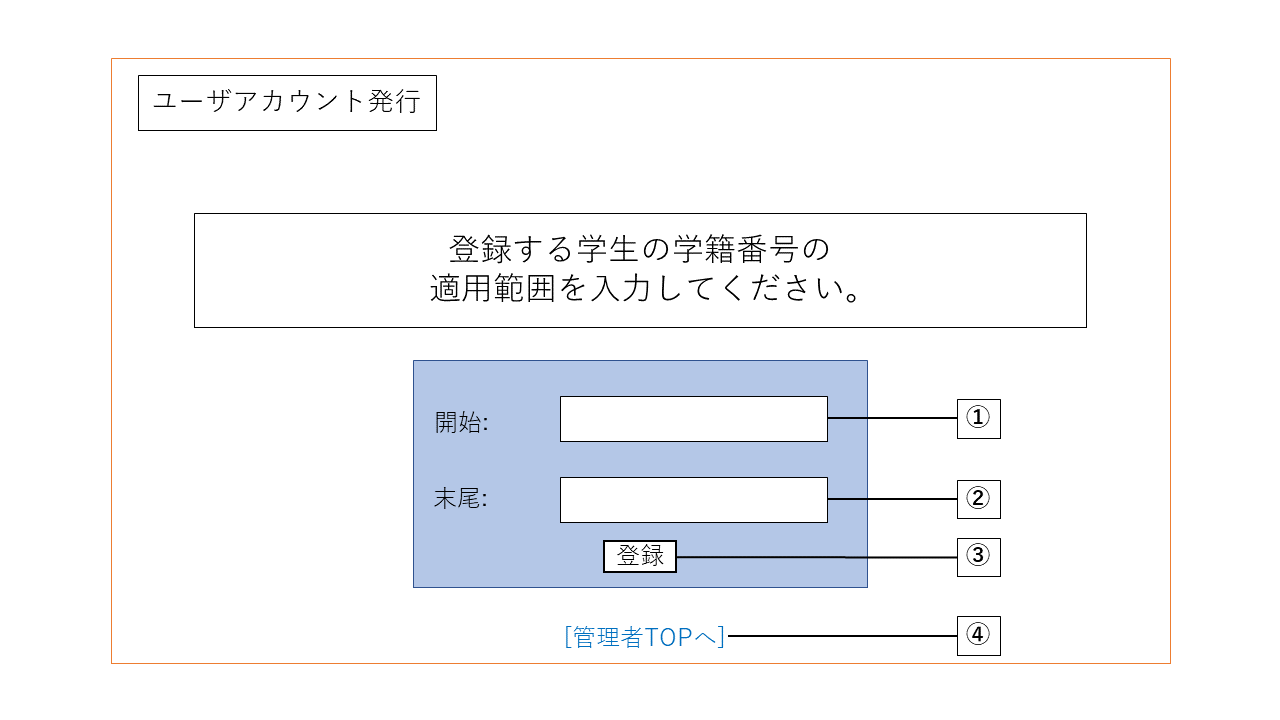 ユーザアカウント発行
登録する学生の学籍番号の
適用範囲を入力してください。
開始:
①
末尾:
②
登録
③
[管理者TOPへ]
④